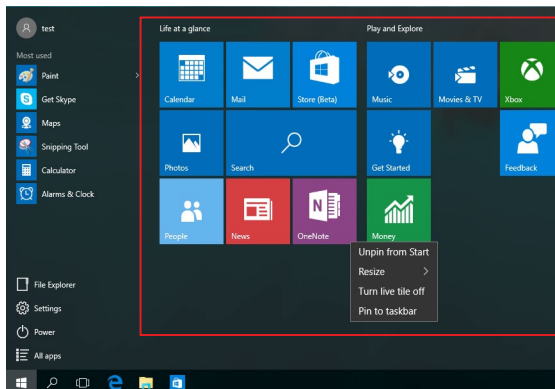 test
Most used
Paint
Get Skype
Maps
Snipping Tool
Calculator
Alarms & Clock
File Explorer
Settings
Power
All apps
Life at a glance
Calendar
Mail
Store (Beta)
Photos
Search
People
News
OneNote
Play and Explore
Music
Movies & TV
Xbox
Get Started
Feedback
Money
Unpin from Start
Resize
Turn live tile off
Pin to taskbar